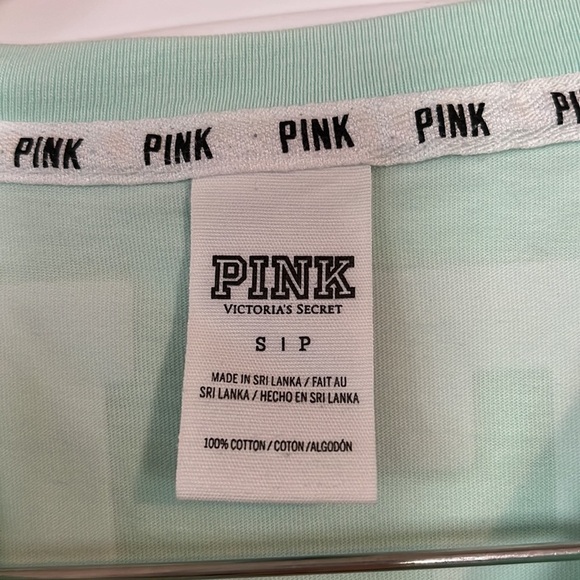 PINK PINK PINK PINK PI
PINK
VICTORIA'S SECRET
S | P
MADE IN SRI LANKA / FAIT AU
SRI LANKA / HECHO EN SRI LANKA
100% COTTON / COTON / ALGODÓN